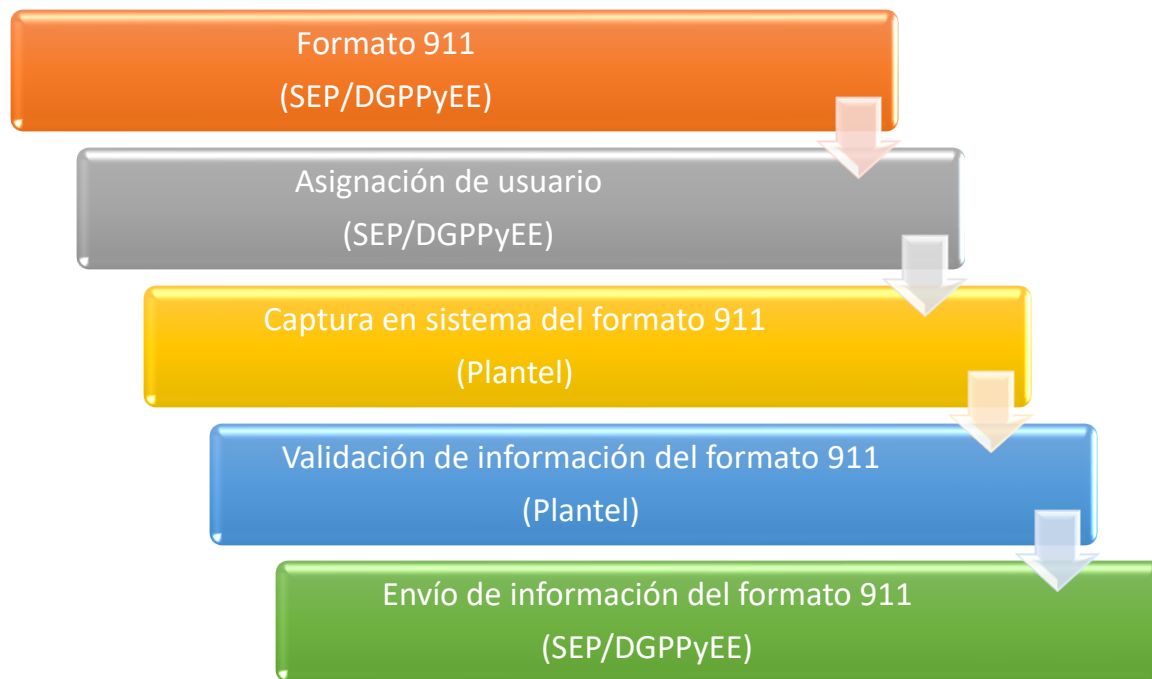 Formato 911
(SEP/DGPPyEE)
Asignación de usuario
(SEP/DGPPyEE)
Captura en sistema del formato 911
(Plantel)
Validación de información del formato 911
(Plantel)
Envío de información del formato 911
(SEP/DGPPyEE)